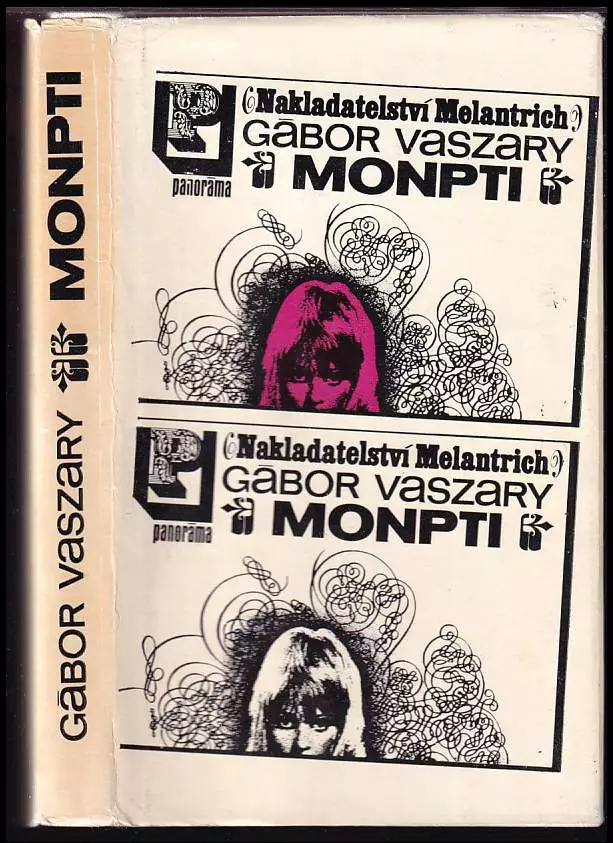 GÁBOR VASZARY MONPTI
P
panoráma
(Nakladatelství Melantrich)
GÁBOR VASZARY
MONPTI
P
panoráma
(Nakladatelství Melantrich)
GÁBOR VASZARY
MONPTI